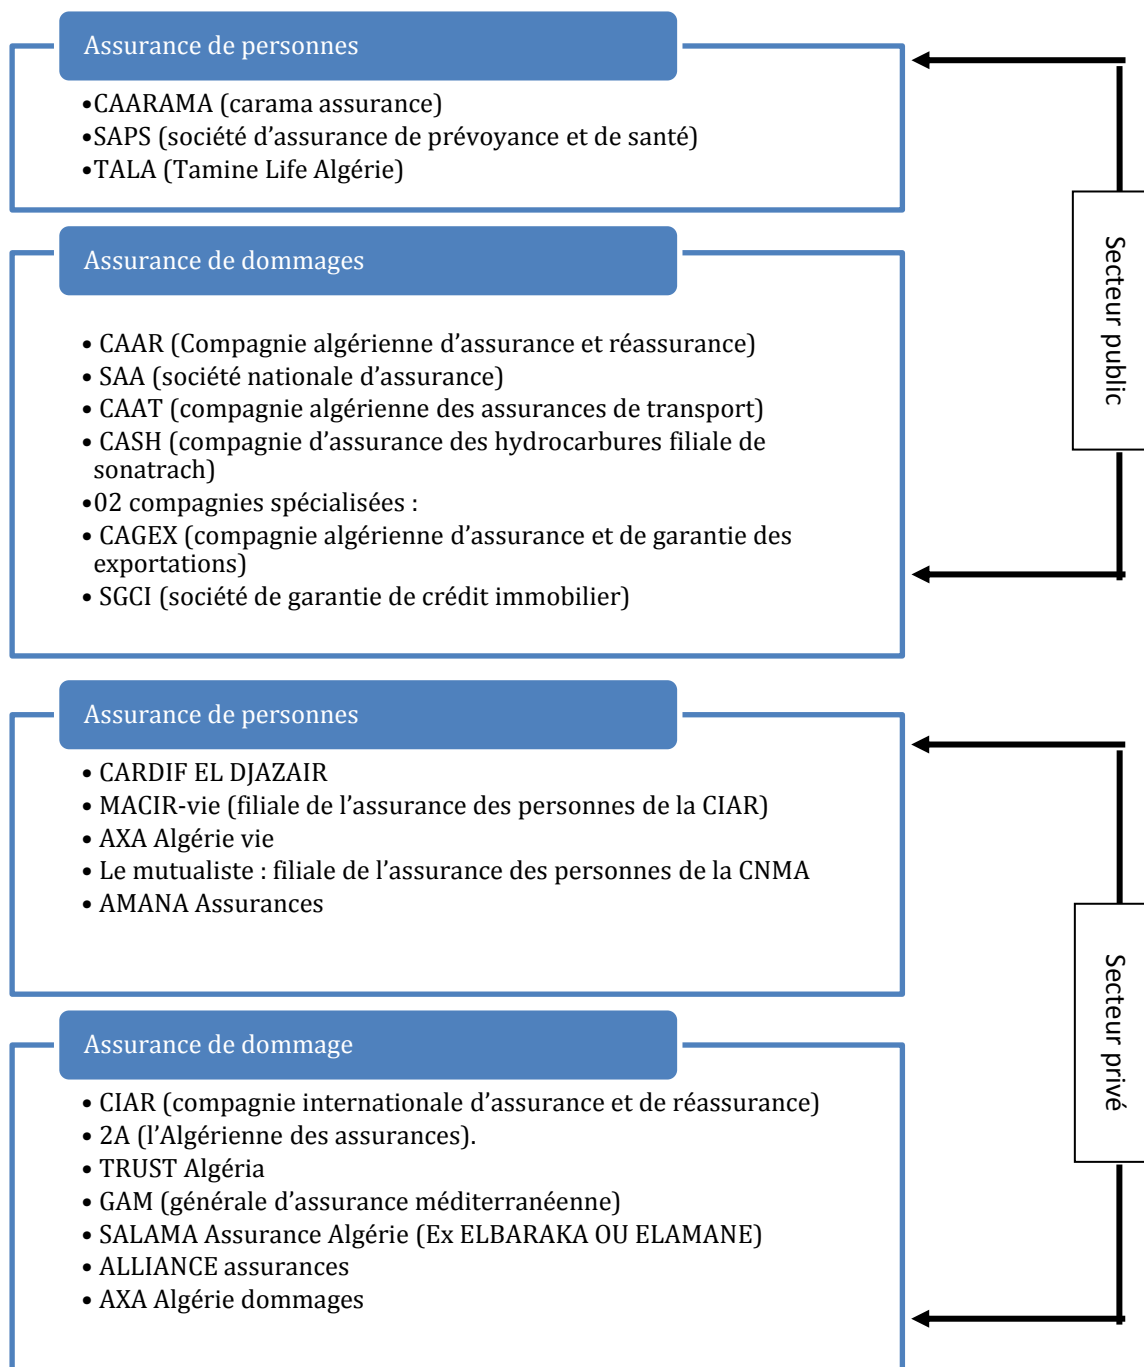 Assurance de personnes
•CAARAMA (carama assurance)
•SAPS (société d’assurance de prévoyance et de santé)
•TALA (Tamine Life Algérie)
Assurance de dommages
• CAAR (Compagnie algérienne d’assurance et réassurance)
• SAA (société nationale d’assurance)
• CAAT (compagnie algérienne des assurances de transport)
• CASH (compagnie d’assurance des hydrocarbures filiale de
sonatrach)
•02 compagnies spécialisées :
• CAGEX (compagnie algérienne d’assurance et de garantie des
exportations)
• SGCI (société de garantie de crédit immobilier)
Secteur public
Assurance de personnes
• CARDIF EL DJAZAIR
• MACIR-vie (filiale de l’assurance des personnes de la CIAR)
• AXA Algérie vie
• Le mutualiste : filiale de l’assurance des personnes de la CNMA
• AMANA Assurances
Assurance de dommage
• CIAR (compagnie internationale d’assurance et de réassurance)
• 2A (l’Algérienne des assurances).
• TRUST Algéria
• GAM (générale d’assurance méditerranéenne)
• SALAMA Assurance Algérie (Ex ELBARAKA OU ELAMANE)
• ALLIANCE assurances
• AXA Algérie dommages
Secteur privé